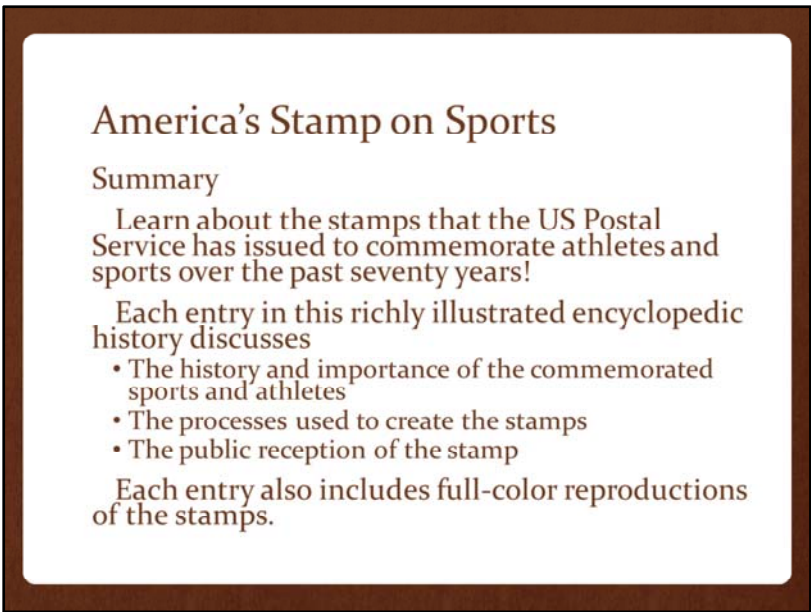 America's Stamp on Sports
Summary
Learn about the stamps that the US Postal
Service has issued to commemorate athletes and
sports over the past seventy years!
Each entry in this richly illustrated encyclopedic
history discusses
• The history and importance of the commemorated
sports and athletes
• The processes used to create the stamps
• The public reception of the stamp
Each entry also includes full-color reproductions
of the stamps.